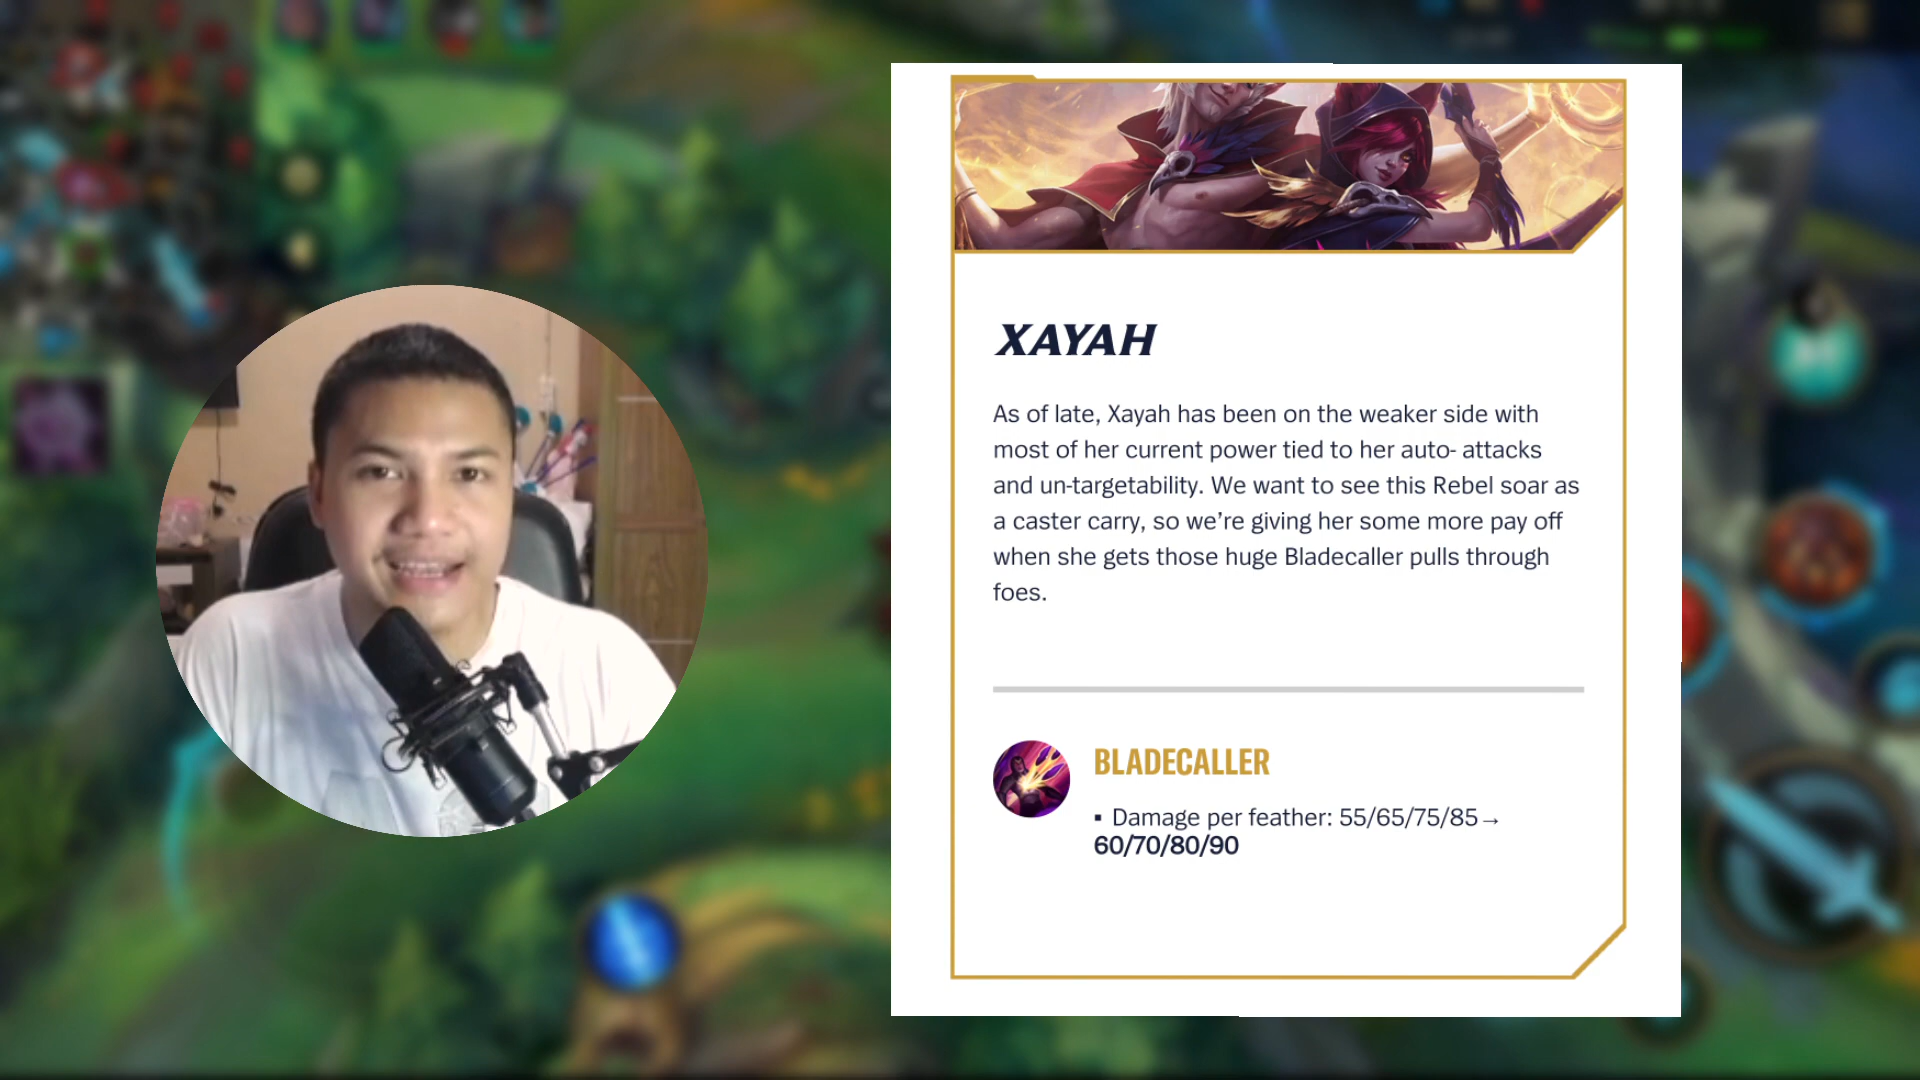 XAYAH
As of late, Xayah has been on the weaker side with
most of her current power tied to her auto- attacks
and un-targetability. We want to see this Rebel soar as
a caster carry, so we’re giving her some more pay off
when she gets those huge Bladecaller pulls through
foes.
BLADECALLER
▪ Damage per feather: 55/65/75/85→
60/70/80/90